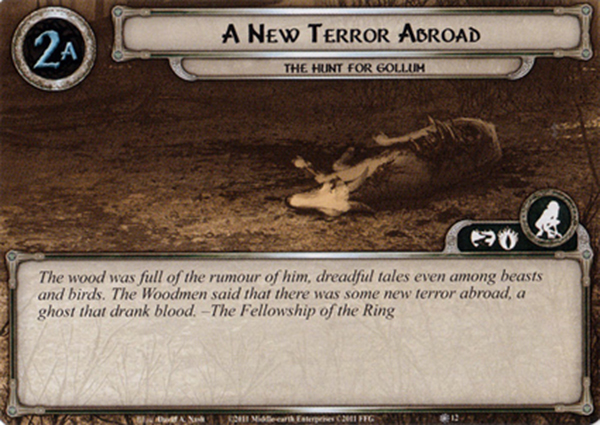 2A
A New Terror Abroad
The Hunt for Gollum
The wood was full of the rumour of him, dreadful tales even among beasts
and birds. The Woodmen said that there was some new terror abroad, a
ghost that drank blood. –The Fellowship of the Ring
David A. Nash ©2011 Middle-earth Enterprises ©2011 FFG 12